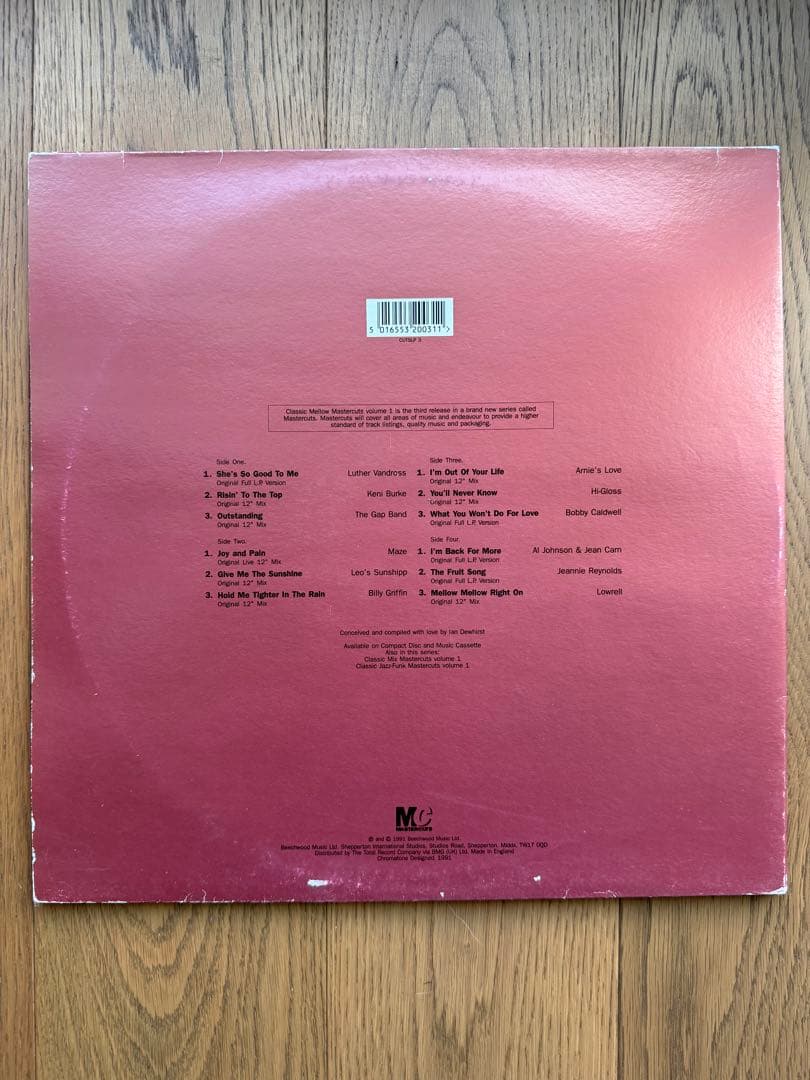 5 016553 200311 >
CUTSLP 3
Classic Mellow Mastercuts volume 1 is the third release in a brand new series called
Mastercuts. Mastercuts will cover all areas of music and endeavour to provide a higher
standard of track listings, quality music and packaging.
Side One.
1. She's So Good To Me Luther Vandross
Original Full L.P. Version
2. Risin' To The Top Keni Burke
Original 12" Mix
3. Outstanding The Gap Band
Original 12" Mix
Side Two.
1. Joy and Pain Maze
Original Live 12" Mix
2. Give Me The Sunshine Leo's Sunshipp
Original 12" Mix
3. Hold Me Tighter In The Rain Billy Griffin
Original 12" Mix
Side Three.
1. I'm Out Of Your Life Arnie's Love
Original 12" Mix
2. You'll Never Know Hi-Gloss
Original 12" Mix
3. What You Won't Do For Love Bobby Caldwell
Original Full L.P. Version
Side Four.
1. I'm Back For More Al Johnson & Jean Carn
Original Full L.P. Version
2. The Fruit Song Jeannie Reynolds
Original Full L.P. Version
3. Mellow Mellow Right On Lowrell
Original 12" Mix
Conceived and compiled with love by Ian Dewhirst
Available on Compact Disc and Music Cassette
Also in this series:
Classic Mix Mastercuts volume 1
Classic Jazz-Funk Mastercuts volume 1
MC
MASTERCUTS
℗ and © 1991 Beechwood Music Ltd.
Beechwood Music Ltd. Shepperton International Studios, Studios Road, Shepperton, Middx, TW17 0QD
Distributed by The Total Record Company via BMG (UK) Ltd. Made in England
Chromatone Designed, 1991